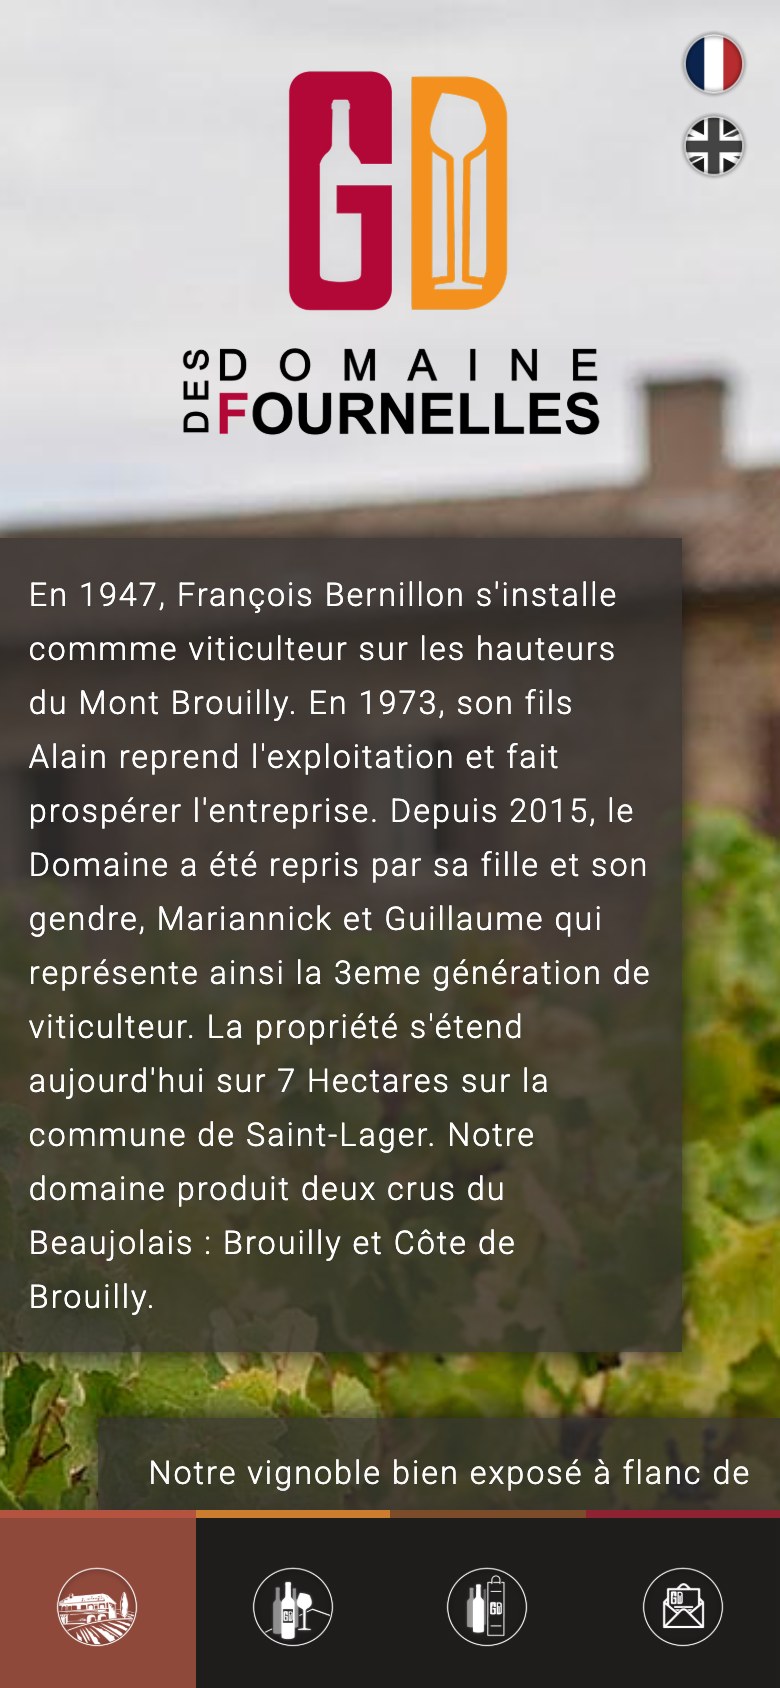 GD
DES DOMAINE
FOURNELLES
En 1947, François Bernillon s'installe
commme viticulteur sur les hauteurs
du Mont Brouilly. En 1973, son fils
Alain reprend l'exploitation et fait
prospérer l'entreprise. Depuis 2015, le
Domaine a été repris par sa fille et son
gendre, Mariannick et Guillaume qui
représente ainsi la 3eme génération de
viticulteur. La propriété s'étend
aujourd'hui sur 7 Hectares sur la
commune de Saint-Lager. Notre
domaine produit deux crus du
Beaujolais : Brouilly et Côte de
Brouilly.
Notre vignoble bien exposé à flanc de
GD
GD
GD